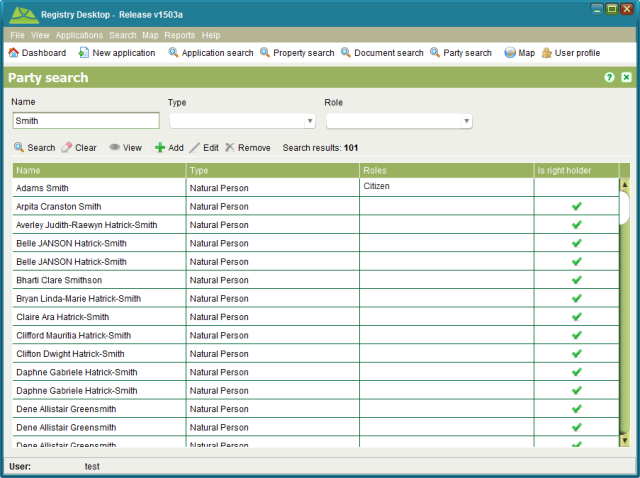 Registry Desktop - Release v1503a
File View Applications Search Map Reports Help
Dashboard New application Application search Property search Document search Party search Map User profile
Party search
Name Type Role
Smith
Search Clear View Add Edit Remove Search results: 101
Name Type Roles Is right holder
Adams Smith Natural Person Citizen
Arpita Cranston Smith Natural Person
Averley Judith-Raewyn Hatrick-Smith Natural Person
Belle JANSON Hatrick-Smith Natural Person
Belle JANSON Hatrick-Smith Natural Person
Bharti Clare Smithson Natural Person
Bryan Linda-Marie Hatrick-Smith Natural Person
Claire Ara Hatrick-Smith Natural Person
Clifford Mauritia Hatrick-Smith Natural Person
Clifton Dwight Hatrick-Smith Natural Person
Daphne Gabriele Hatrick-Smith Natural Person
Daphne Gabriele Hatrick-Smith Natural Person
Dene Allistair Greensmith Natural Person
Dene Allistair Greensmith Natural Person
Dene Allistair Greensmith Natural Person
User: test